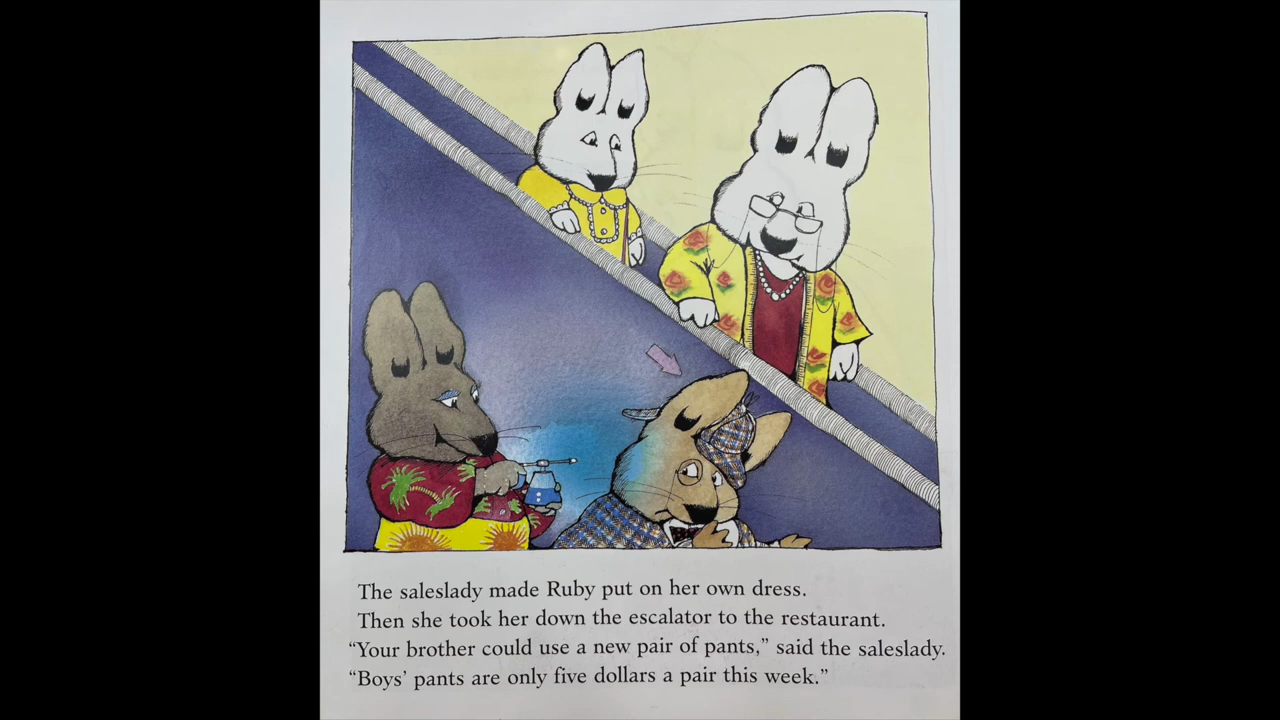 The saleslady made Ruby put on her own dress.
Then she took her down the escalator to the restaurant.
“Your brother could use a new pair of pants,” said the saleslady.
“Boys’ pants are only five dollars a pair this week.”